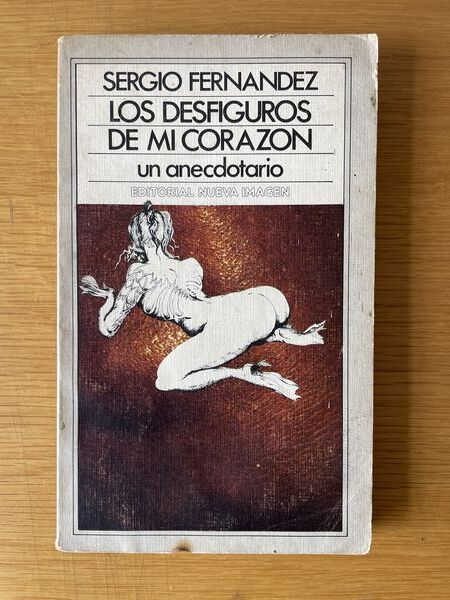 SERGIO FERNANDEZ
LOS DESFIGUROS
DE MI CORAZON
un anecdotario
EDITORIAL NUEVA IMAGEN